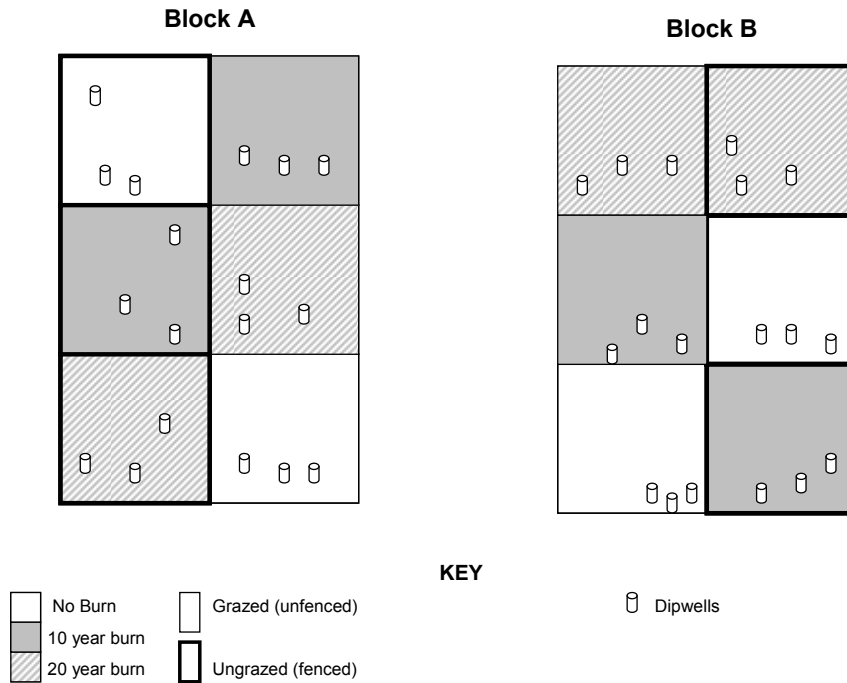 Block A
Block B
KEY
No Burn
10 year burn
20 year burn
Grazed (unfenced)
Ungrazed (fenced)
Dipwells